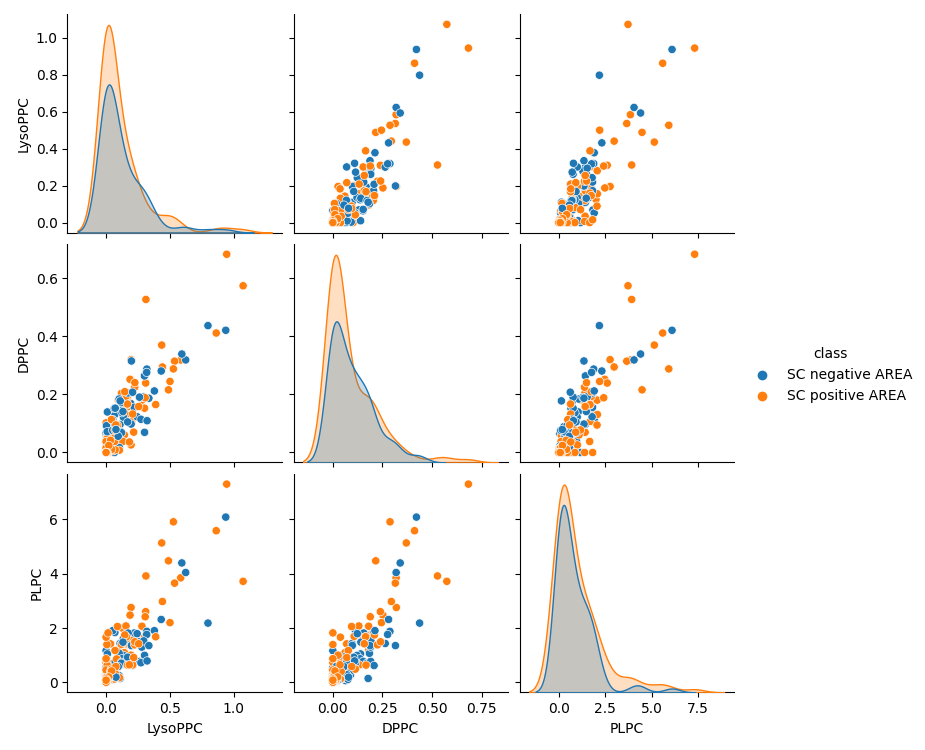 1.0
0.8
0.6
0.4
0.2
0.0
LysoPPC
0.6
0.4
0.2
0.0
DPPC
class
SC negative AREA
SC positive AREA
6
4
2
0
PLPC
0.0 0.5 1.0
LysoPPC
0.00 0.25 0.50 0.75
DPPC
0.0 2.5 5.0 7.5
PLPC